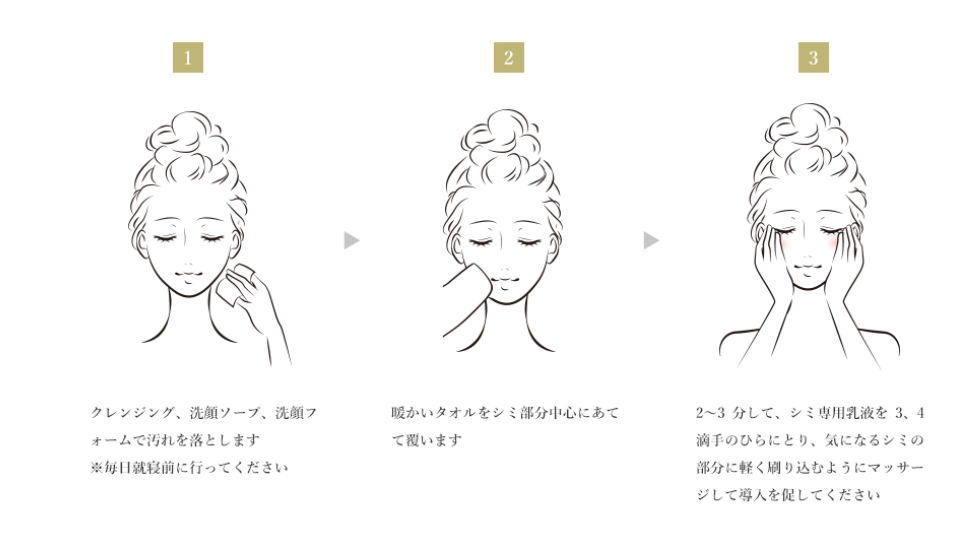 1
2
3
クレンジング、洗顔ソープ、洗顔フ
ォームで汚れを落とします
※毎日就寝前に行ってください
暖かいタオルをシミ部分中心にあて
て覆います
2〜3 分して、シミ専用乳液を 3、4
滴手のひらにとり、気になるシミの
部分に軽く刷り込むようにマッサー
ジして導入を促してください